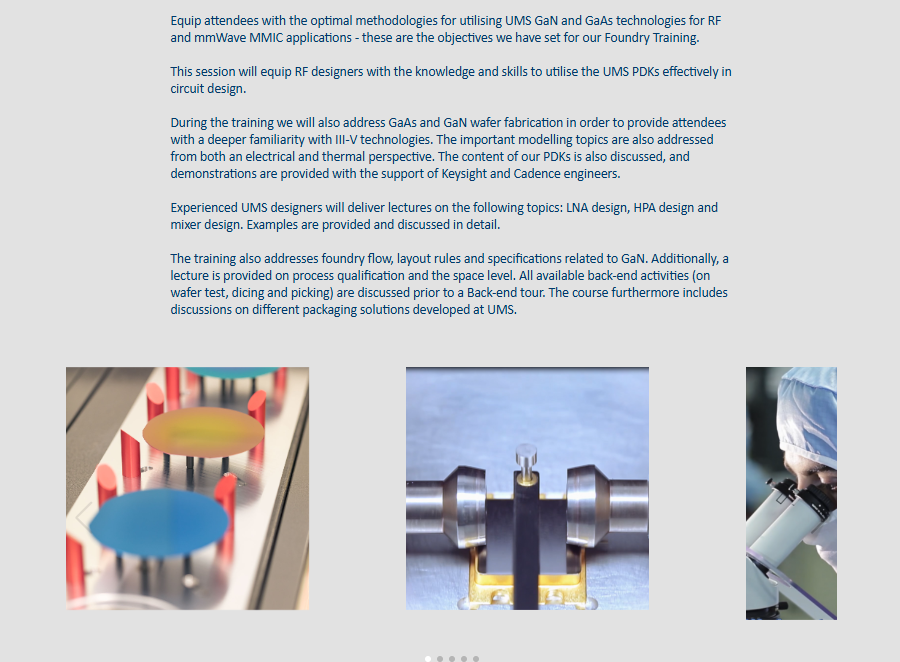 Equip attendees with the optimal methodologies for utilising UMS GaN and GaAs technologies for RF
and mmWave MMIC applications - these are the objectives we have set for our Foundry Training.
This session will equip RF designers with the knowledge and skills to utilise the UMS PDKs effectively in
circuit design.
During the training we will also address GaAs and GaN wafer fabrication in order to provide attendees
with a deeper familiarity with III-V technologies. The important modelling topics are also addressed
from both an electrical and thermal perspective. The content of our PDKs is also discussed, and
demonstrations are provided with the support of Keysight and Cadence engineers.
Experienced UMS designers will deliver lectures on the following topics: LNA design, HPA design and
mixer design. Examples are provided and discussed in detail.
The training also addresses foundry flow, layout rules and specifications related to GaN. Additionally, a
lecture is provided on process qualification and the space level. All available back-end activities (on
wafer test, dicing and picking) are discussed prior to a Back-end tour. The course furthermore includes
discussions on different packaging solutions developed at UMS.